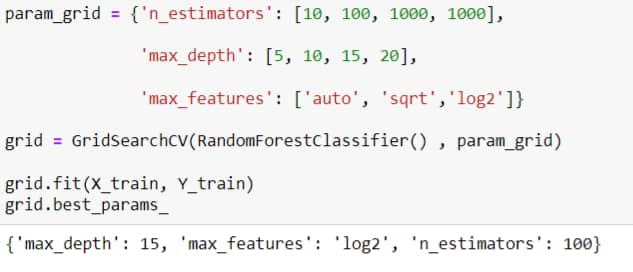 param_grid = {'n_estimators': [10, 100, 1000, 1000],
'max_depth': [5, 10, 15, 20],
'max_features': ['auto', 'sqrt','log2']}
grid = GridSearchCV(RandomForestClassifier() , param_grid)
grid.fit(X_train, Y_train)
grid.best_params_
{'max_depth': 15, 'max_features': 'log2', 'n_estimators': 100}